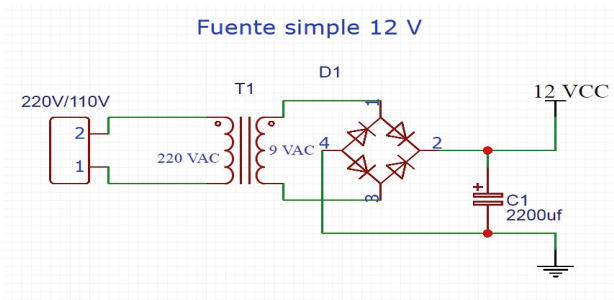 Fuente simple 12 V
D1
T1
12 VCC
220V/110V
1
2
220 VAC
9 VAC
4
2
1
3
+
C1
2200uf